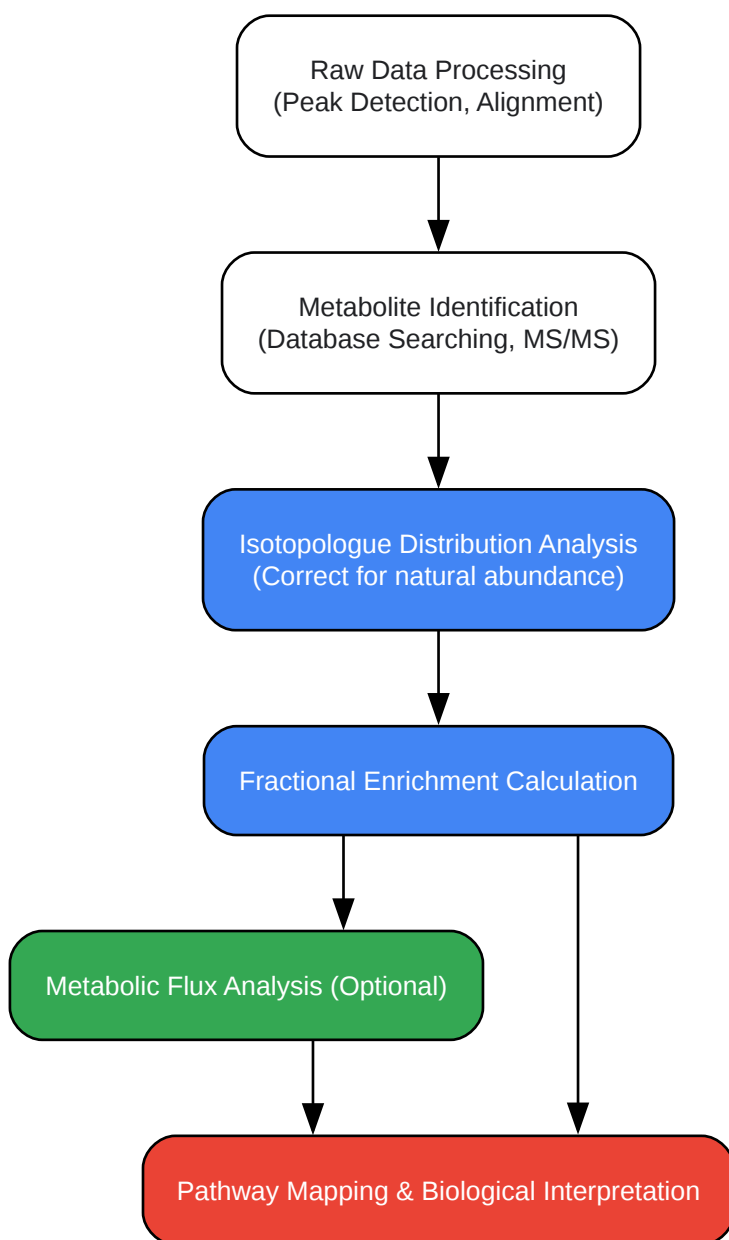 Raw Data Processing
(Peak Detection, Alignment)
Metabolite Identification
(Database Searching, MS/MS)
Isotopologue Distribution Analysis
(Correct for natural abundance)
Fractional Enrichment Calculation
Metabolic Flux Analysis (Optional)
Pathway Mapping & Biological Interpretation